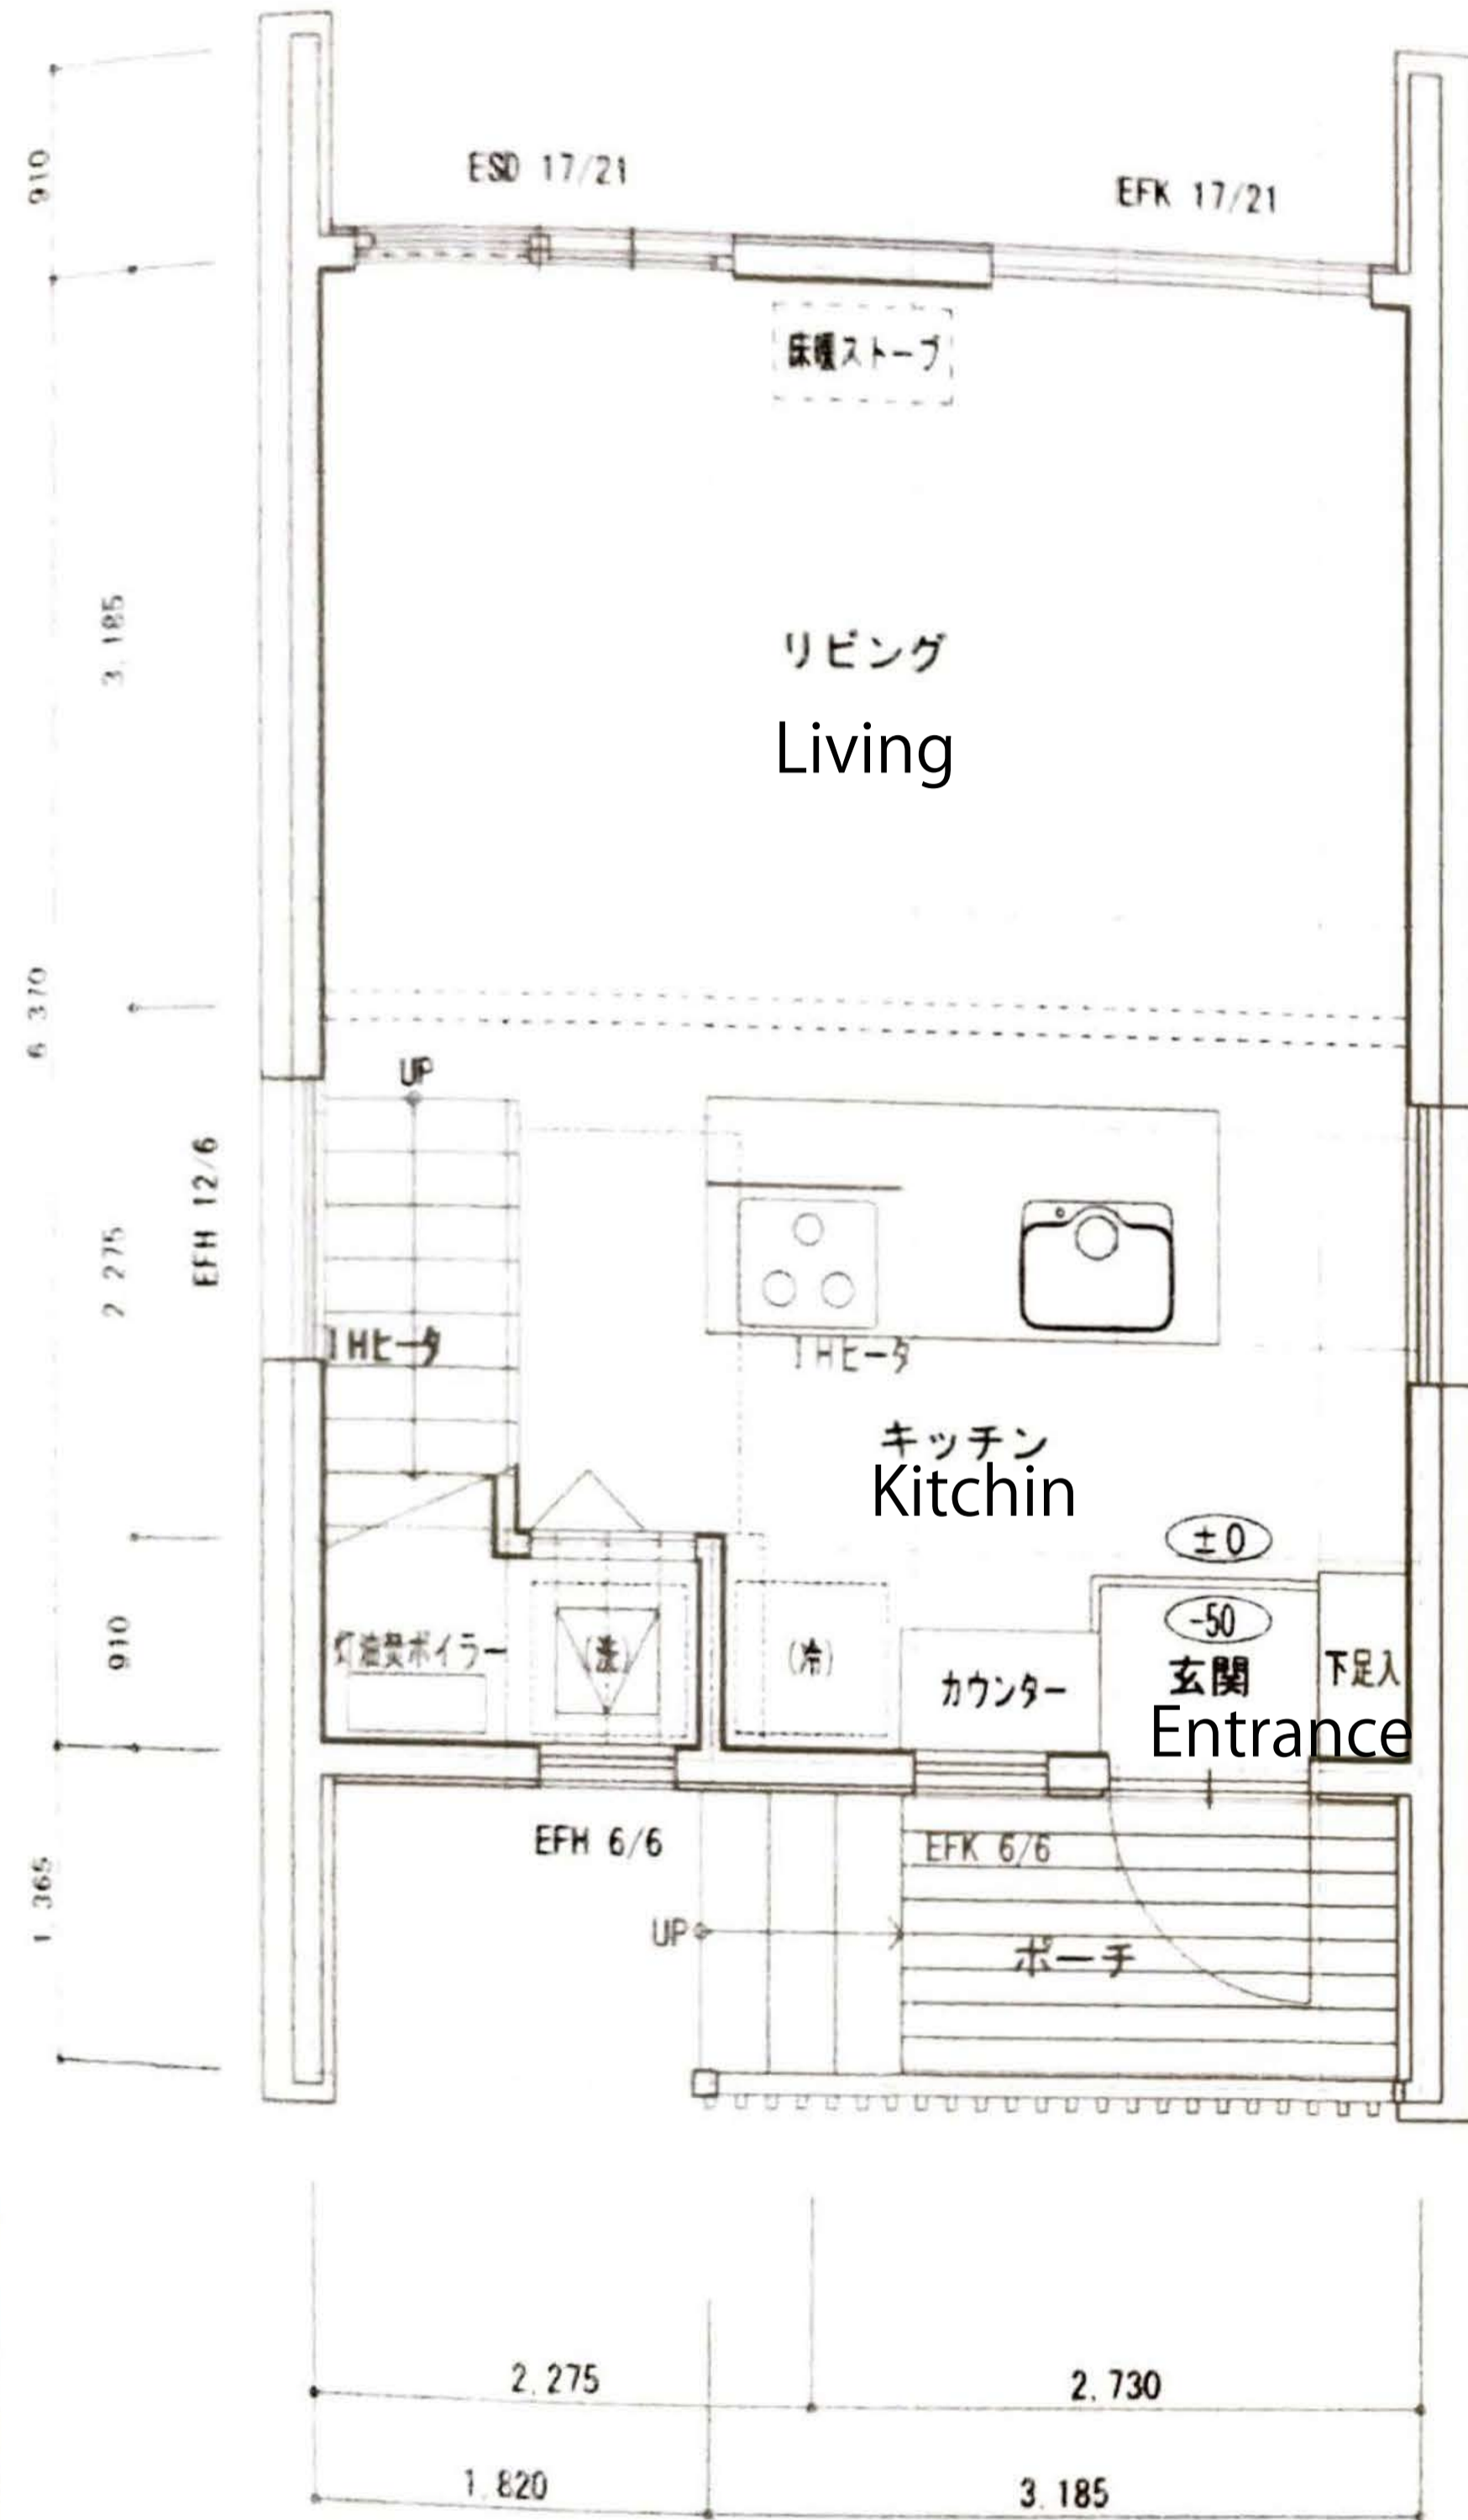 ESD 17/21
EFK 17/21
910
床暖ストーブ
3,185
リビング
Living
6 370
UP
EFH 12/6
2 275
IHヒータ
IHヒータ
キッチン
Kitchin
±0
910
灯油焚ボイラー
(洗)
(冷)
カウンター
-50
玄関
Entrance
下足入
EFH 6/6
EFK 6/6
1,365
UP
ポーチ
2,275
2,730
1,820
3,185